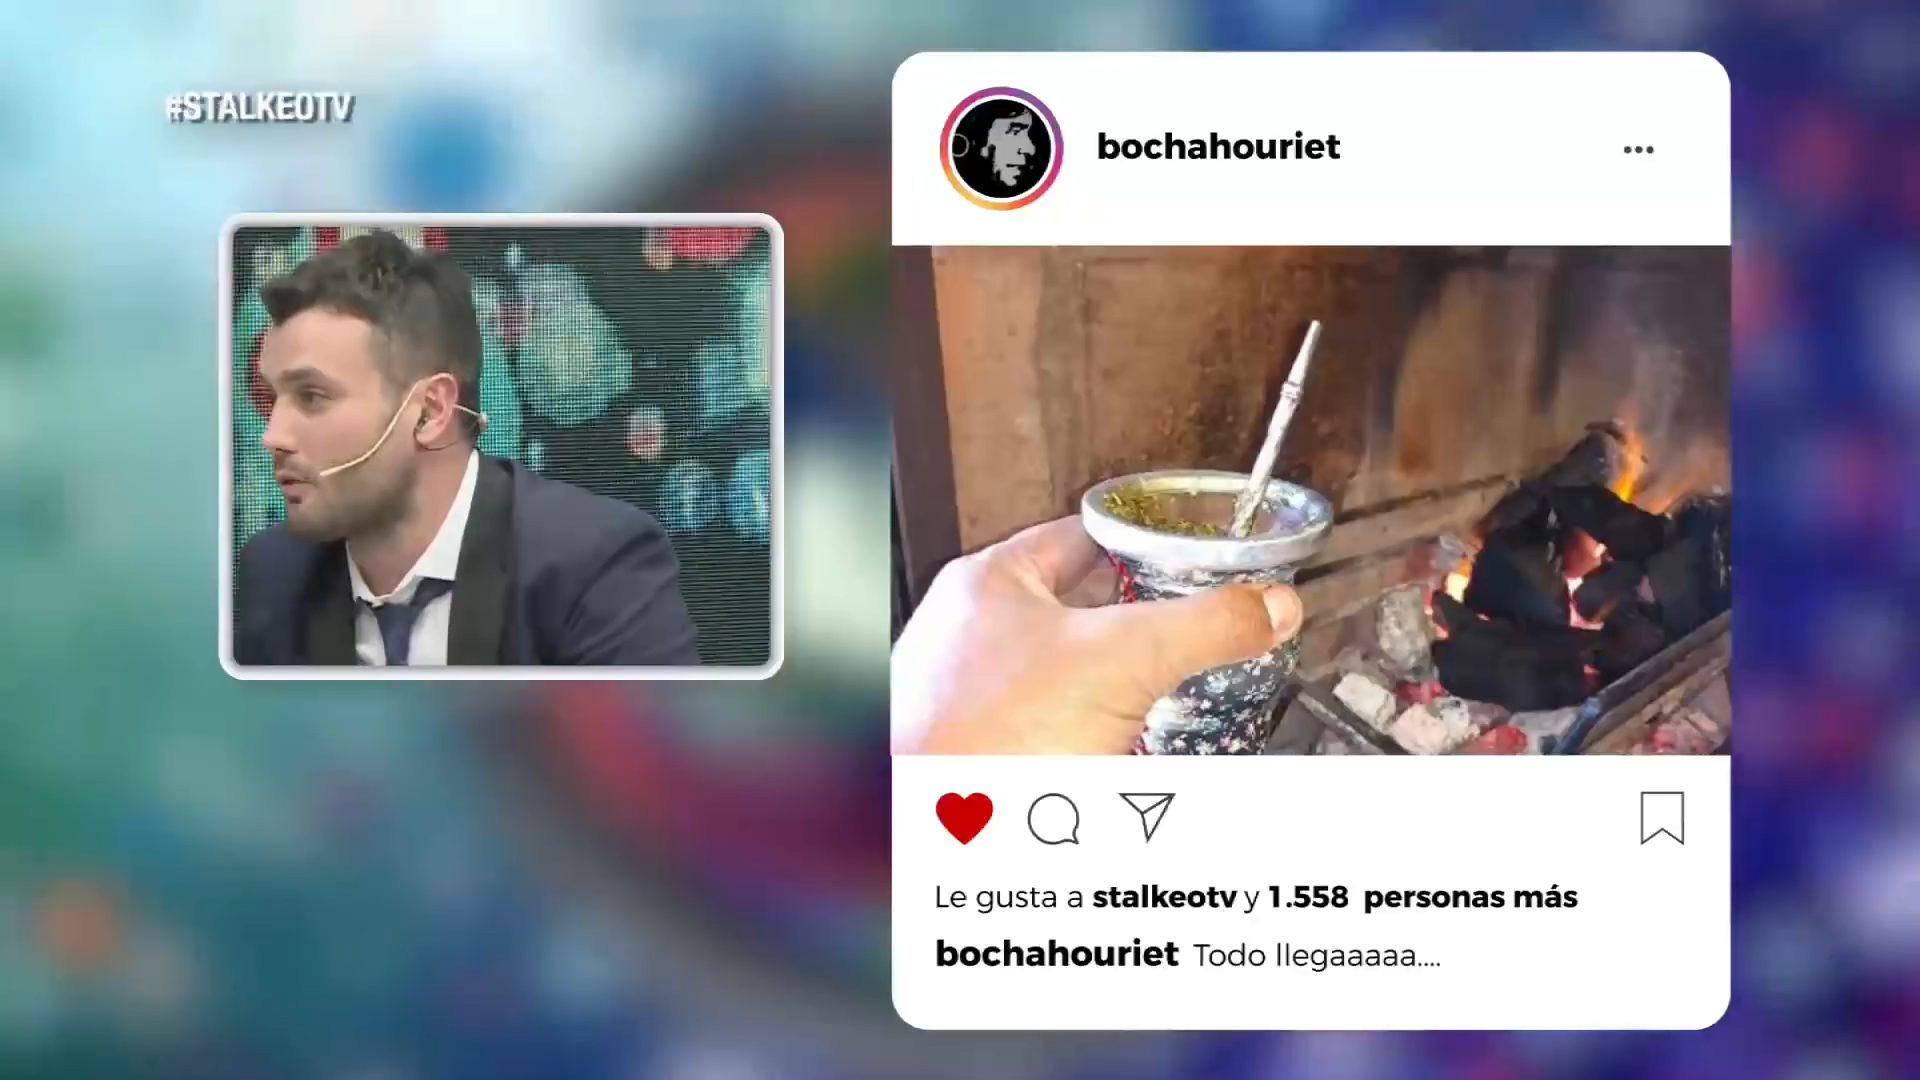 #STALKEOTV
bochahouriet
Le gusta a stalkeotv y 1.558 personas más
bochahouriet Todo llegaaaaa....